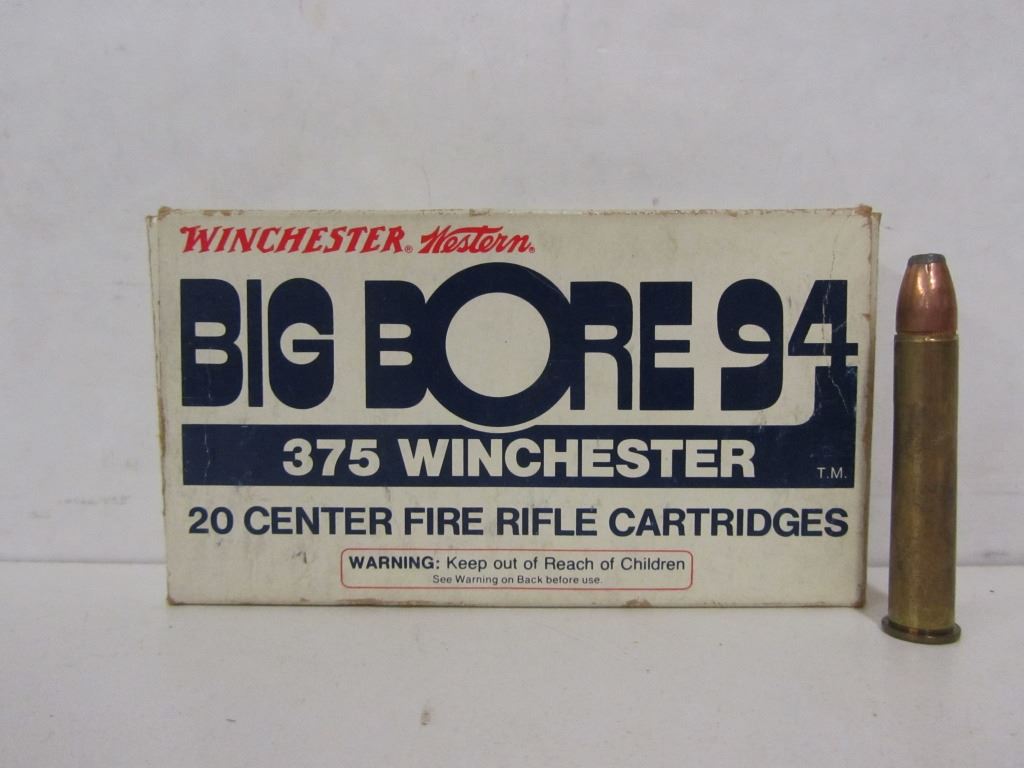 WINCHESTER® Western®
BIG BORE 94
375 WINCHESTER T.M.
20 CENTER FIRE RIFLE CARTRIDGES
WARNING: Keep out of Reach of Children
See Warning on Back before use.